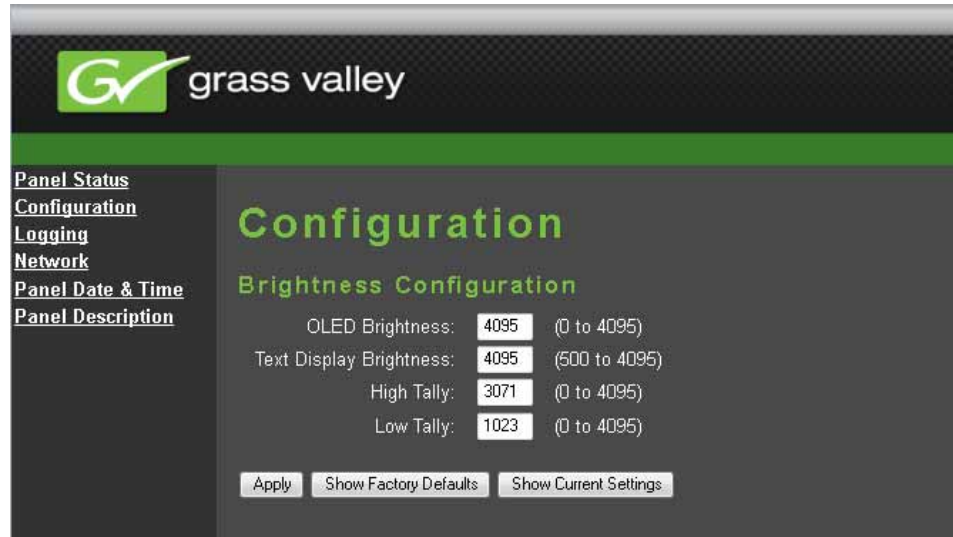 GV grass valley
Panel Status
Configuration
Logging
Network
Panel Date & Time
Panel Description
Configuration
Brightness Configuration
OLED Brightness: 4095 (0 to 4095)
Text Display Brightness: 4095 (500 to 4095)
High Tally: 3071 (0 to 4095)
Low Tally: 1023 (0 to 4095)
Apply Show Factory Defaults Show Current Settings